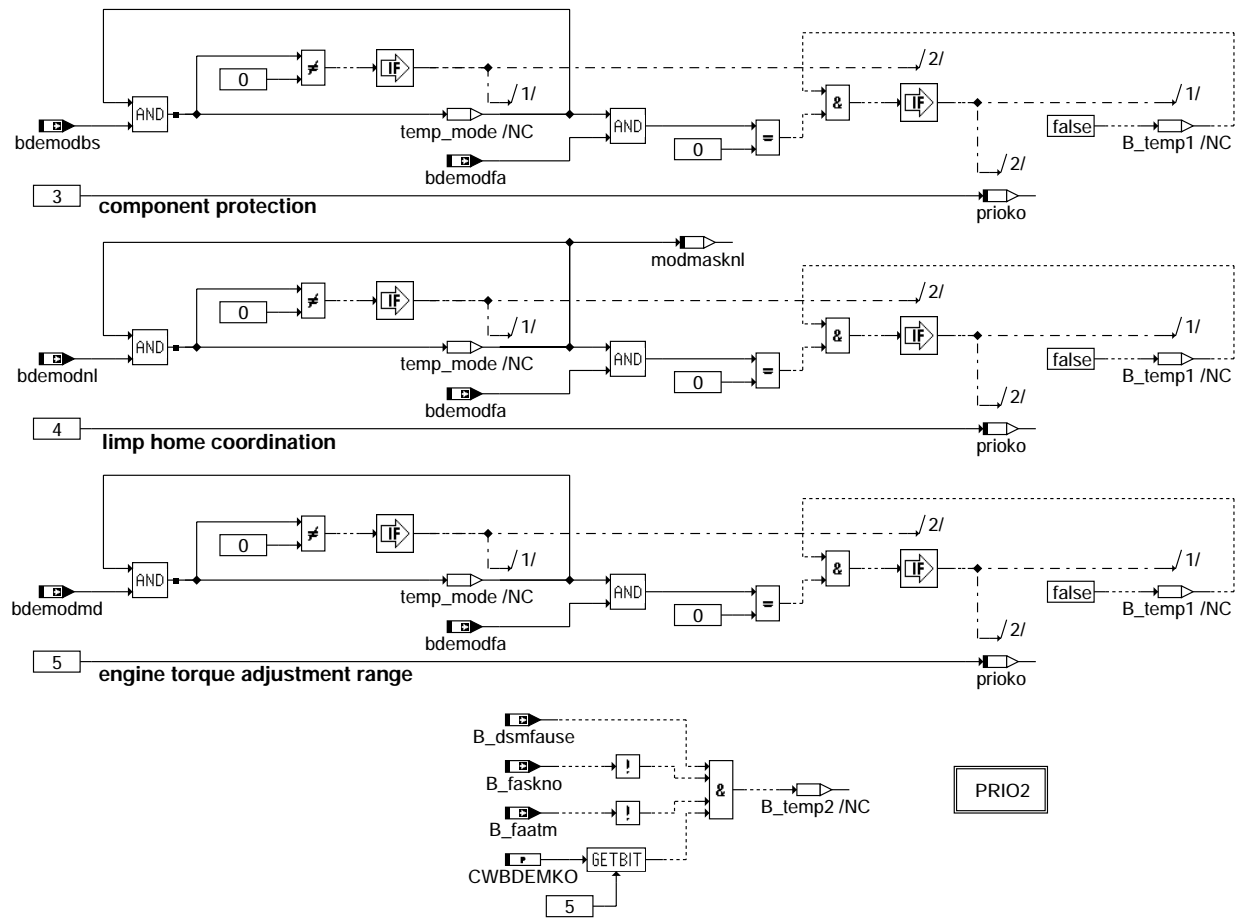 ≠ IF /2/
0 & IF /1/
AND /1/ AND = false
bdemodbs temp_mode /NC 0 B_temp1 /NC
bdemodfa /2/
3 component protection prioko
modmasknl
≠ IF /2/
0 & IF /1/
AND /1/ AND = false
bdemodnl temp_mode /NC 0 B_temp1 /NC
bdemodfa /2/
4 limp home coordination prioko
≠ IF /2/
0 & IF /1/
AND /1/ AND = false
bdemodmd temp_mode /NC 0 B_temp1 /NC
bdemodfa /2/
5 engine torque adjustment range prioko
B_dsmfause
B_faskno ! & B_temp2 /NC PRIO2
B_faatm !
P GETBIT
CWBDEMKO
5